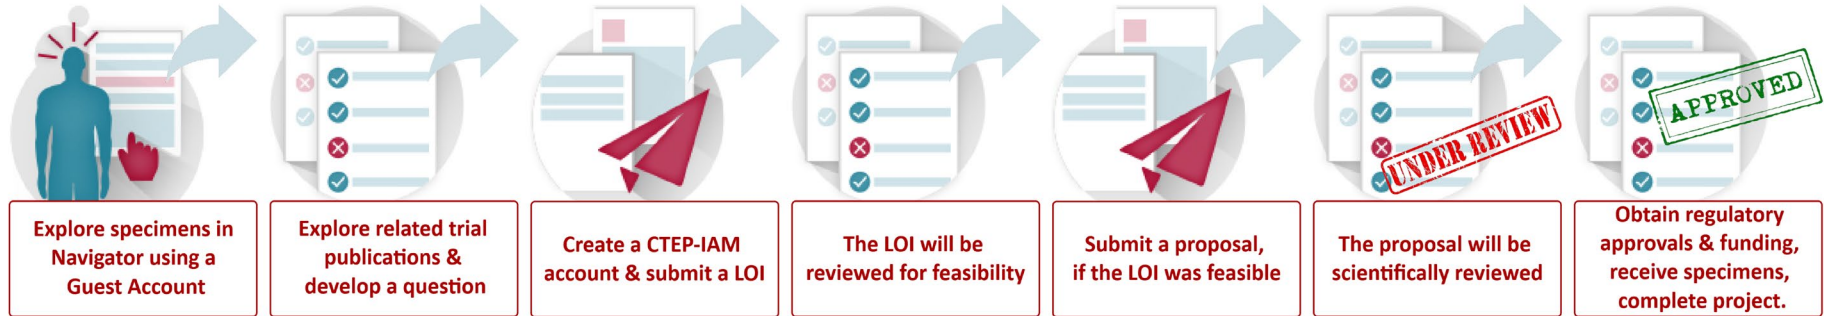 UNDER REVIEW
APPROVED
Explore specimens in
Navigator using a
Guest Account
Explore related trial
publications &
develop a question
Create a CTEP-IAM
account & submit a LOI
The LOI will be
reviewed for feasibility
Submit a proposal,
if the LOI was feasible
The proposal will be
scientifically reviewed
Obtain regulatory
approvals & funding,
receive specimens,
complete project.